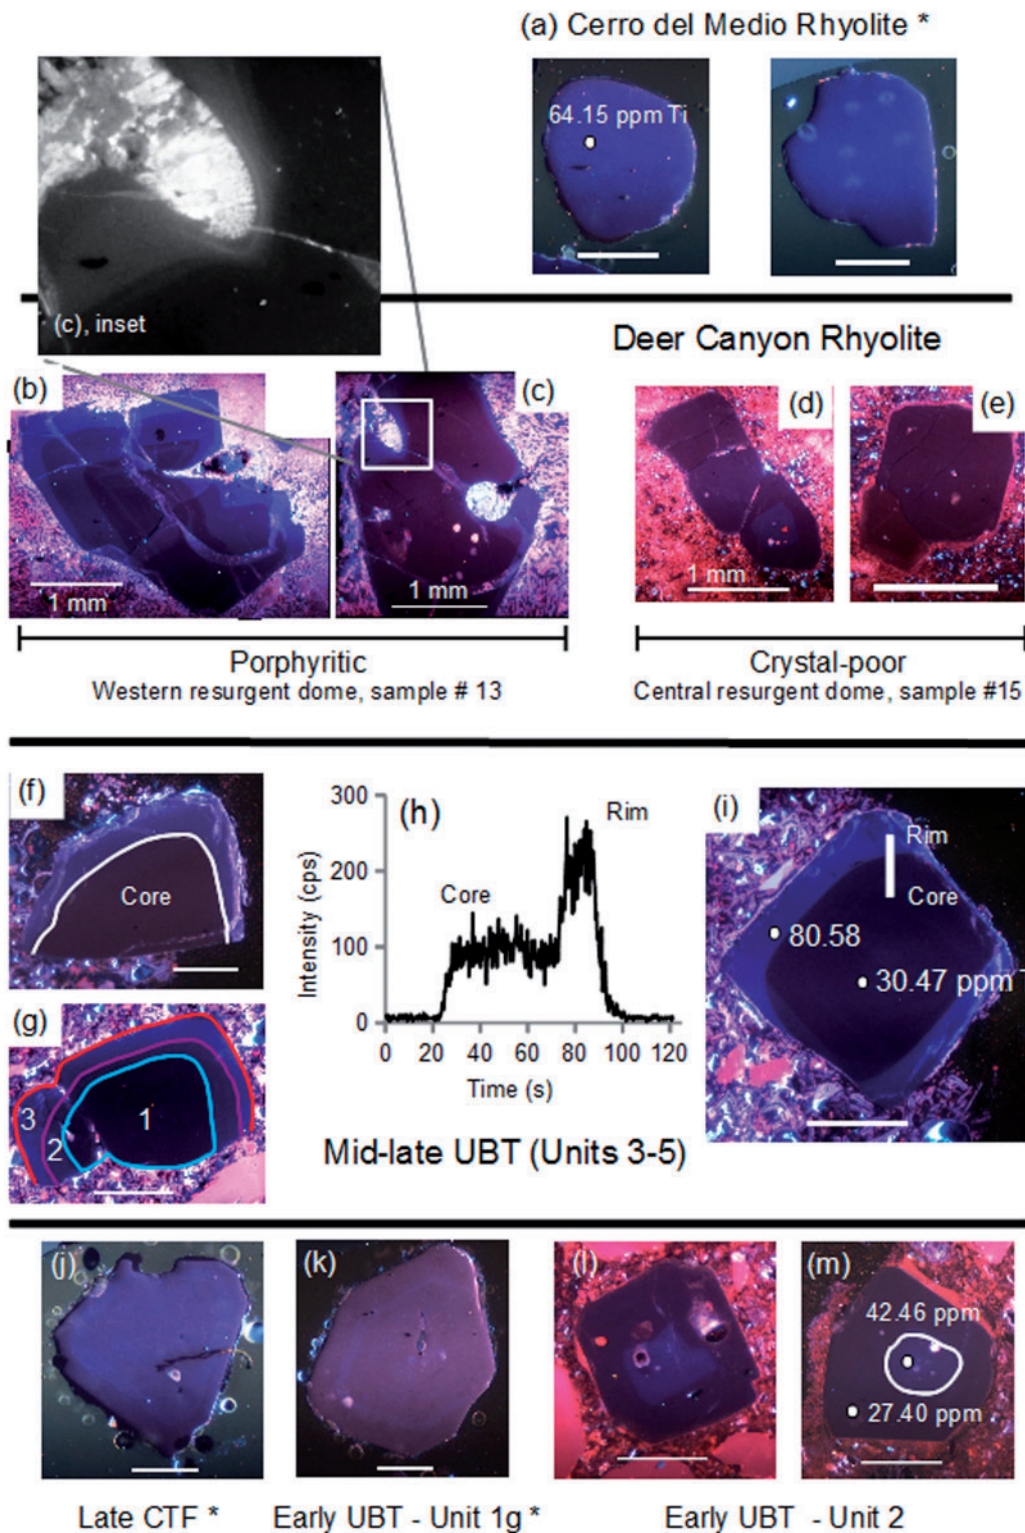 (a) Cerro del Medio Rhyolite *
64.15 ppm Ti
(c), inset
Deer Canyon Rhyolite
(b)
(c)
(d)
(e)
1 mm
1 mm
1 mm
Porphyritic
Western resurgent dome, sample # 13
Crystal-poor
Central resurgent dome, sample #15
(f)
Core
(g)
3
2
1
(h)
300
200
100
0
Intensity (cps)
Core
Rim
0 20 40 60 80 100 120
Time (s)
(i)
Rim
Core
80.58
30.47 ppm
Mid-late UBT (Units 3-5)
(j)
(k)
(l)
(m)
42.46 ppm
27.40 ppm
Late CTF *
Early UBT - Unit 1g *
Early UBT - Unit 2